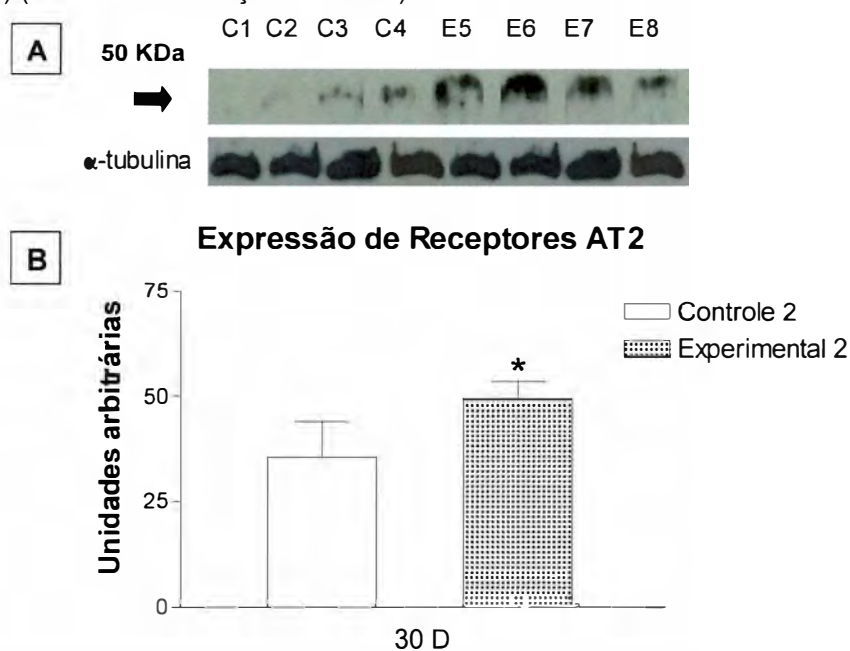 C1 C2 C3 C4 E5 E6 E7 E8
A
50 KDa
α-tubulina
B
Expressão de Receptores AT2
75
50
25
0
Unidades arbitrárias
*
Controle 2
Experimental 2
30 D